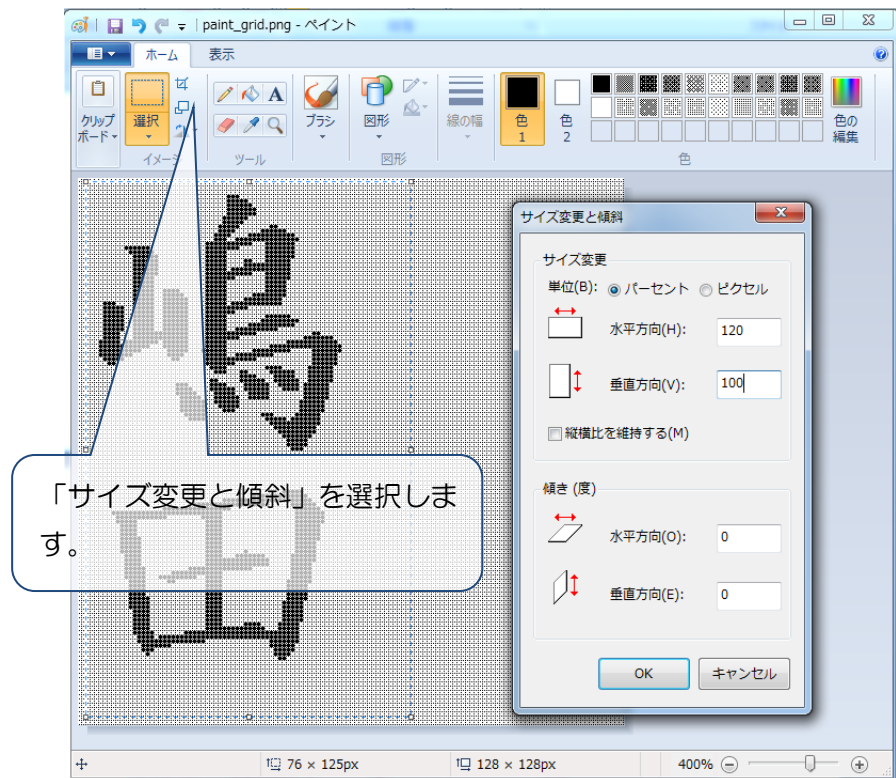 paint_grid.png - ペイント
ホーム
表示
クリップ
ボード
選択
A
ブラシ
図形
線の幅
色
1
色
2
色の
編集
イメージ
ツール
図形
色
サイズ変更と傾斜
サイズ変更
単位(B):
パーセント
ピクセル
水平方向(H):
120
垂直方向(V):
100
縦横比を維持する(M)
傾き (度)
水平方向(O):
0
垂直方向(E):
0
OK
キャンセル
鳴
田
「サイズ変更と傾斜」を選択しま
す。
76 × 125px
128 × 128px
400%